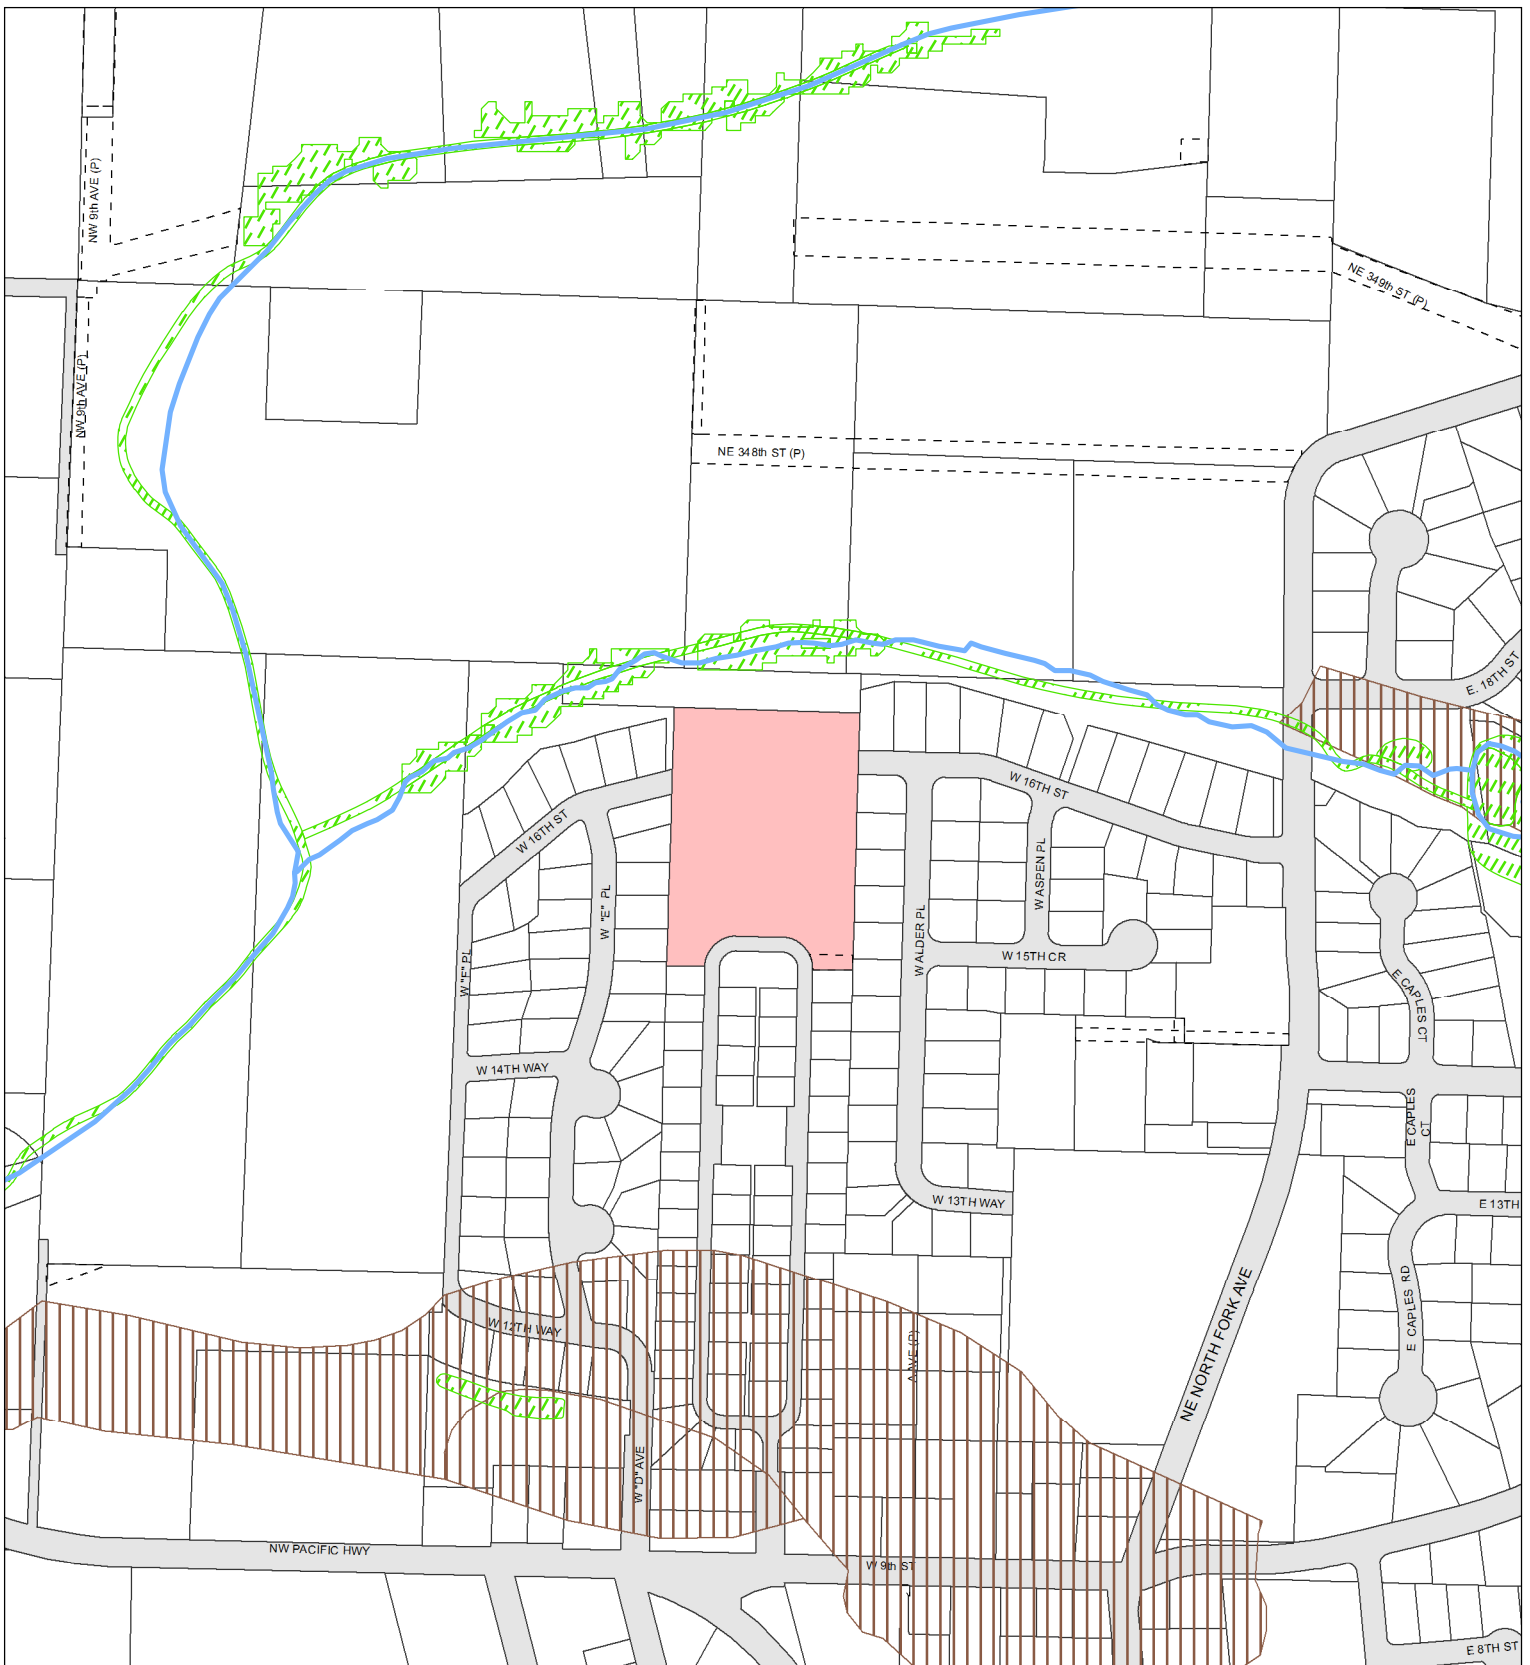 NW 9th AVE (P)
NE 349th ST (P)
NW 9th AVE (P)
NE 348th ST (P)
E. 18TH ST
W 16TH ST
W 16TH ST
W ASPEN PL
W "E" PL
W ALDER PL
W "F" PL
W 15TH CR
E CAPLES CT
W 14TH WAY
E CAPLES
CT
W 13TH WAY
E 13TH
E CAPLES RD
NE NORTH FORK AVE
W 12TH WAY
A AVE (P)
W "D" AVE
NW PACIFIC HWY
W 9th ST
E 8TH ST